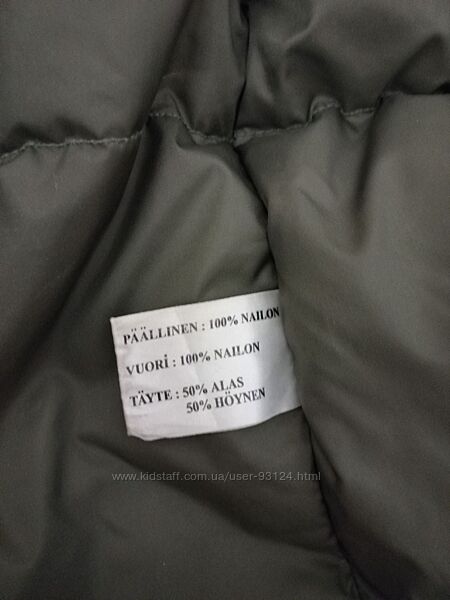 PÄÄLLINEN : 100% NAILON
VUORİ : 100% NAILON
TÄYTE : 50% ALAS
50% HÖYNEN
www.kidstaff.com.ua/user-93124.html